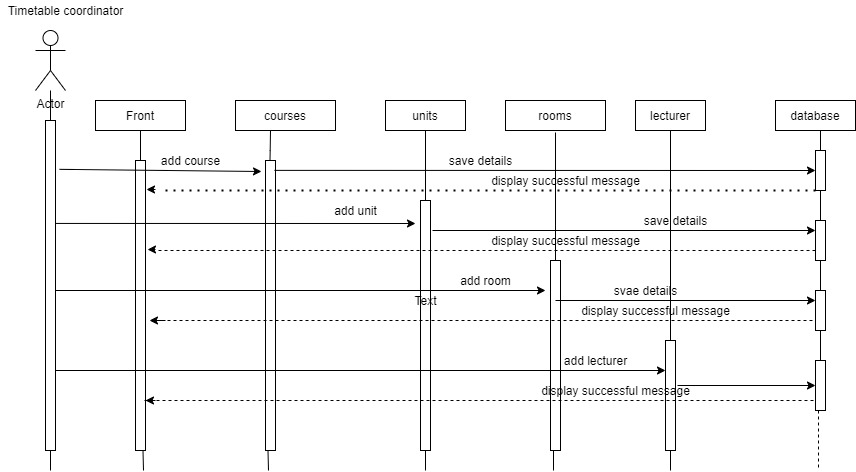 Timetable coordinator
Actor
Front
courses
units
rooms
lecturer
database
add course
save details
display successful message
add unit
save details
display successful message
add room
svae details
Text
display successful message
add lecturer
display successful message